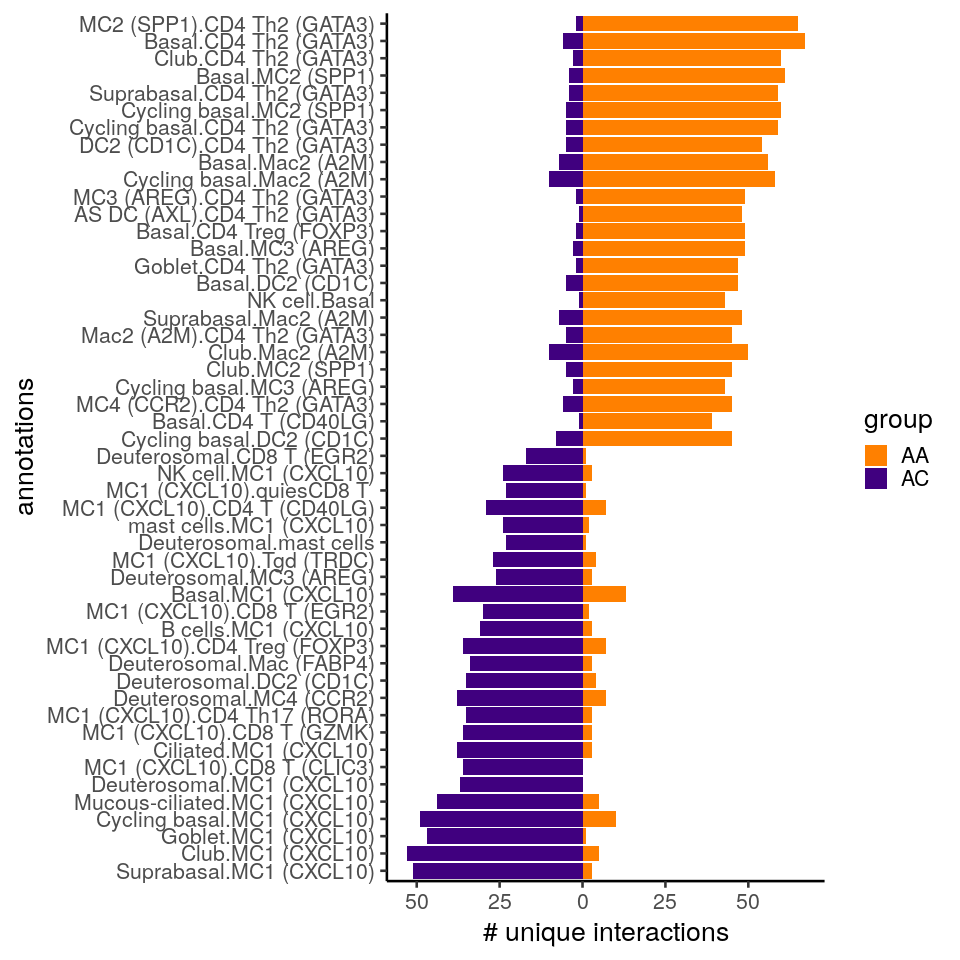 MC2 (SPP1).CD4 Th2 (GATA3)
Basal.CD4 Th2 (GATA3)
Club.CD4 Th2 (GATA3)
Basal.MC2 (SPP1)
Suprabasal.CD4 Th2 (GATA3)
Cycling basal.MC2 (SPP1)
Cycling basal.CD4 Th2 (GATA3)
DC2 (CD1C).CD4 Th2 (GATA3)
Basal.Mac2 (A2M)
Cycling basal.Mac2 (A2M)
MC3 (AREG).CD4 Th2 (GATA3)
AS DC (AXL).CD4 Th2 (GATA3)
Basal.CD4 Treg (FOXP3)
Basal.MC3 (AREG)
Goblet.CD4 Th2 (GATA3)
Basal.DC2 (CD1C)
NK cell.Basal
Suprabasal.Mac2 (A2M)
Mac2 (A2M).CD4 Th2 (GATA3)
Club.Mac2 (A2M)
Club.MC2 (SPP1)
Cycling basal.MC3 (AREG)
MC4 (CCR2).CD4 Th2 (GATA3)
Basal.CD4 T (CD40LG)
Cycling basal.DC2 (CD1C)
Deuterosomal.CD8 T (EGR2)
NK cell.MC1 (CXCL10)
MC1 (CXCL10).quiesCD8 T
MC1 (CXCL10).CD4 T (CD40LG)
mast cells.MC1 (CXCL10)
Deuterosomal.mast cells
MC1 (CXCL10).Tgd (TRDC)
Deuterosomal.MC3 (AREG)
Basal.MC1 (CXCL10)
MC1 (CXCL10).CD8 T (EGR2)
B cells.MC1 (CXCL10)
MC1 (CXCL10).CD4 Treg (FOXP3)
Deuterosomal.Mac (FABP4)
Deuterosomal.DC2 (CD1C)
Deuterosomal.MC4 (CCR2)
MC1 (CXCL10).CD4 Th17 (RORA)
MC1 (CXCL10).CD8 T (GZMK)
Ciliated.MC1 (CXCL10)
MC1 (CXCL10).CD8 T (CLIC3)
Deuterosomal.MC1 (CXCL10)
Mucous-ciliated.MC1 (CXCL10)
Cycling basal.MC1 (CXCL10)
Goblet.MC1 (CXCL10)
Club.MC1 (CXCL10)
Suprabasal.MC1 (CXCL10)
annotations
50 25 0 25 50
# unique interactions
group
AA
AC